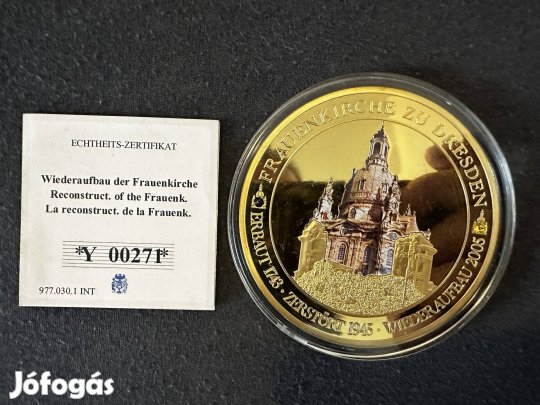 ECHTHEITS-ZERTIFIKAT
Wiederaufbau der Frauenkirche
Reconstruct. of the Frauenk.
La reconstruct. de la Frauenk.
*Y 00271*
977.030.1 INT
FRAUENKIRCHE ZU DRESDEN
ERBAUT 1743 · ZERSTÖRT 1945 · WIEDERAUFBAU 2005
Jófogás